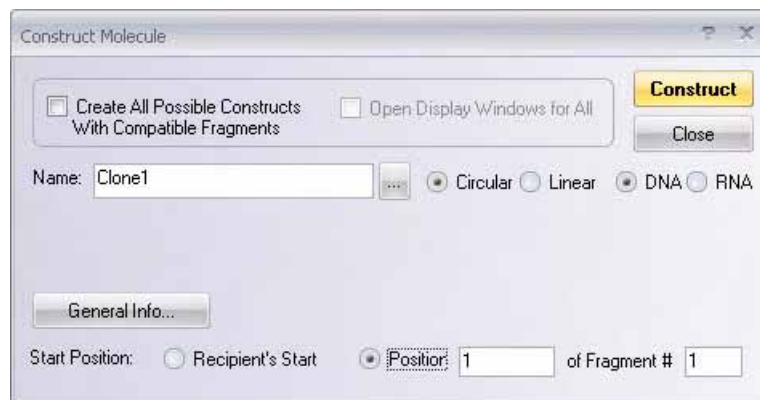 Construct Molecule
Create All Possible Constructs
With Compatible Fragments
Open Display Windows for All
Construct
Close
Name: Clone1 ... Circular Linear DNA RNA
General Info...
Start Position: Recipient's Start Position 1 of Fragment # 1